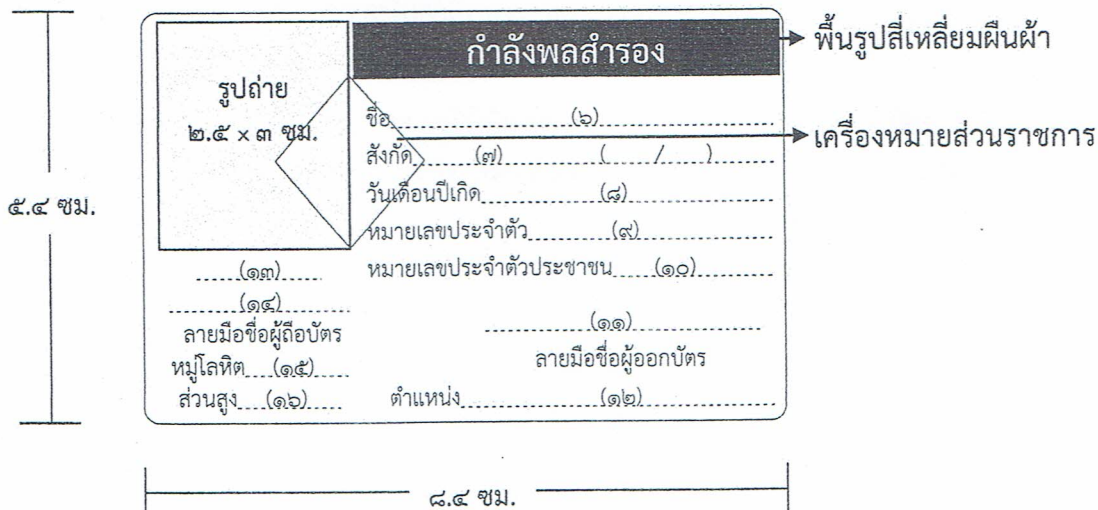 กำลังพลสำรอง
พื้นรูปสี่เหลี่ยมผืนผ้า
รูปถ่าย
๒.๕ × ๓ ซม.
ชื่อ (๖)
เครื่องหมายส่วนราชการ
สังกัด (๗) ( / )
วันเดือนปีเกิด (๘)
๕.๔ ซม.
หมายเลขประจำตัว (๙)
หมายเลขประจำตัวประชาชน (๑๐)
(๑๓)
(๑๔)
ลายมือชื่อผู้ถือบัตร
(๑๑)
ลายมือชื่อผู้ออกบัตร
หมู่โลหิต (๑๕)
ส่วนสูง (๑๖)
ตำแหน่ง (๑๒)
๘.๔ ซม.